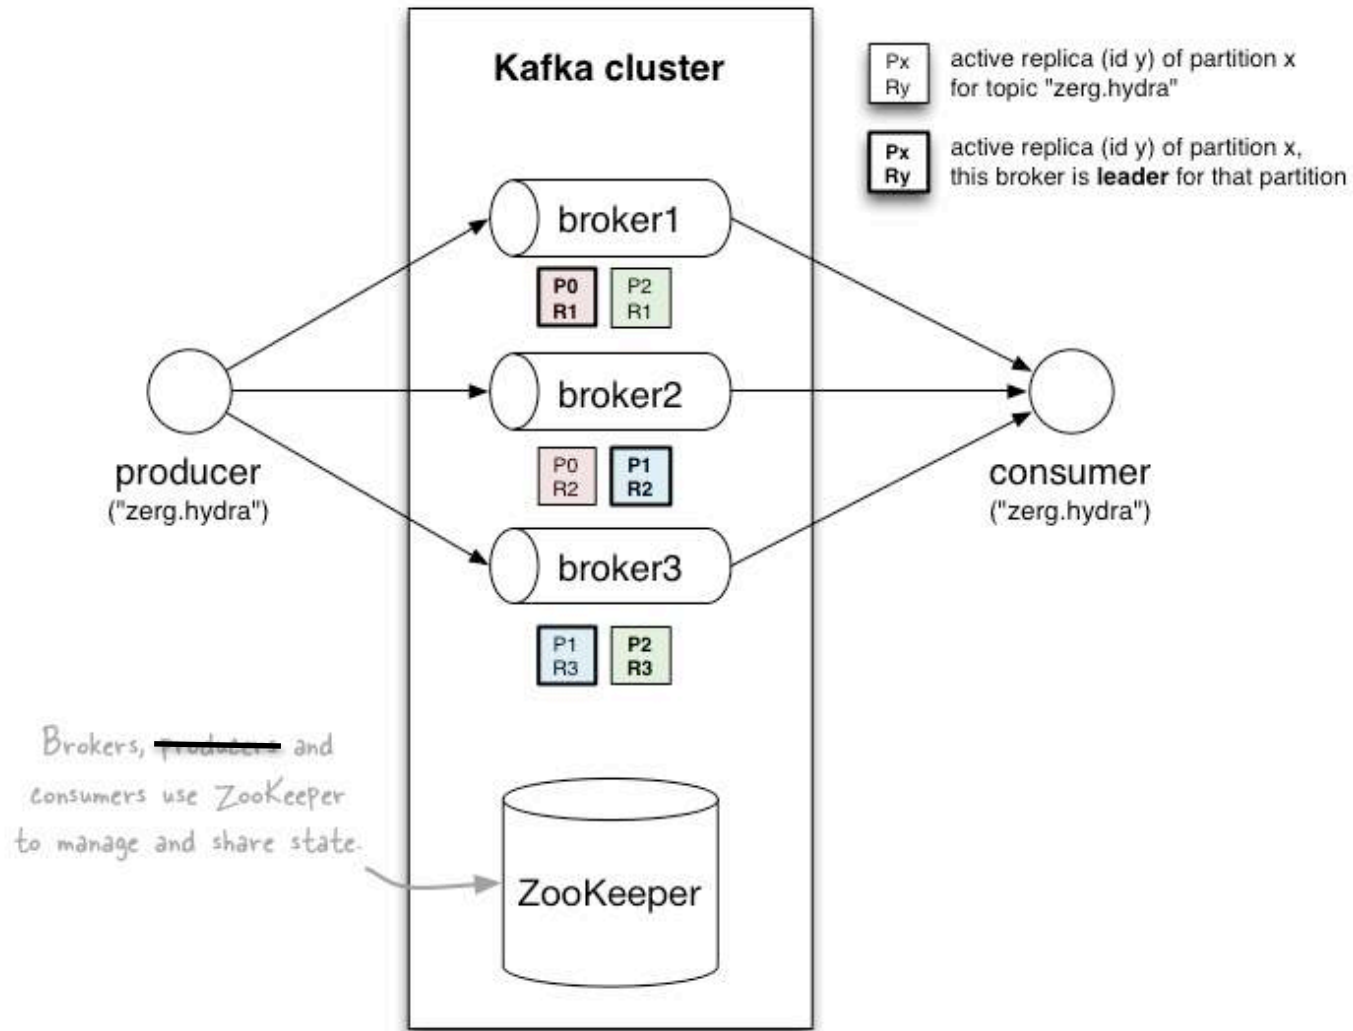 Kafka cluster
Px
Ry
active replica (id y) of partition x
for topic "zerg.hydra"
Px
Ry
active replica (id y) of partition x,
this broker is leader for that partition
broker1
P0
R1
P2
R1
broker2
P0
R2
P1
R2
producer
("zerg.hydra")
consumer
("zerg.hydra")
broker3
P1
R3
P2
R3
Brokers, producers and
consumers use ZooKeeper
to manage and share state.
ZooKeeper